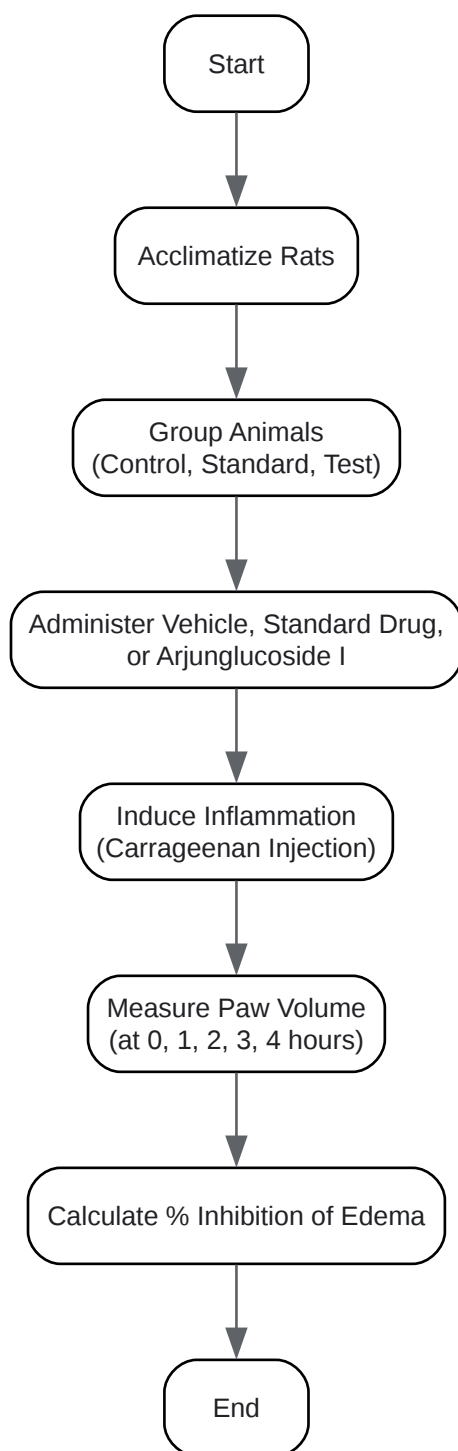 Start
Acclimatize Rats
Group Animals
(Control, Standard, Test)
Administer Vehicle, Standard Drug,
or Arjunglucoside I
Induce Inflammation
(Carrageenan Injection)
Measure Paw Volume
(at 0, 1, 2, 3, 4 hours)
Calculate % Inhibition of Edema
End